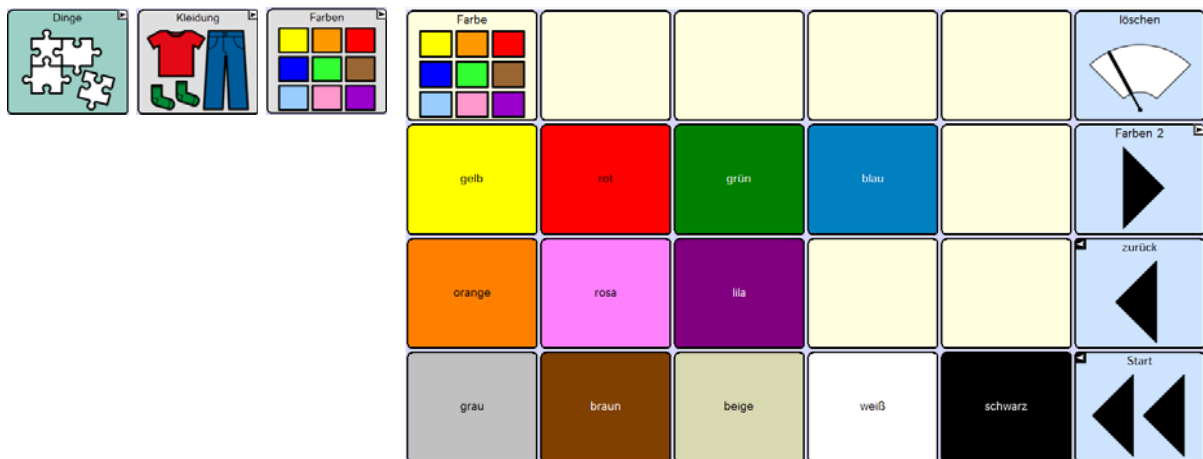 Dinge
Kleidung
Farben
Farbe
löschen
gelb
rot
grün
blau
Farben 2
orange
rosa
lila
zurück
grau
braun
beige
weiß
schwarz
Start